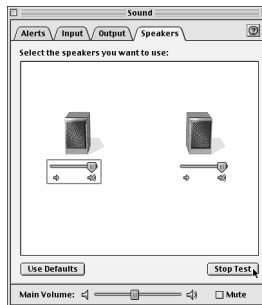 Sound
Alerts Input Output Speakers
Select the speakers you want to use:
Use Defaults Stop Test
Main Volume: Mute